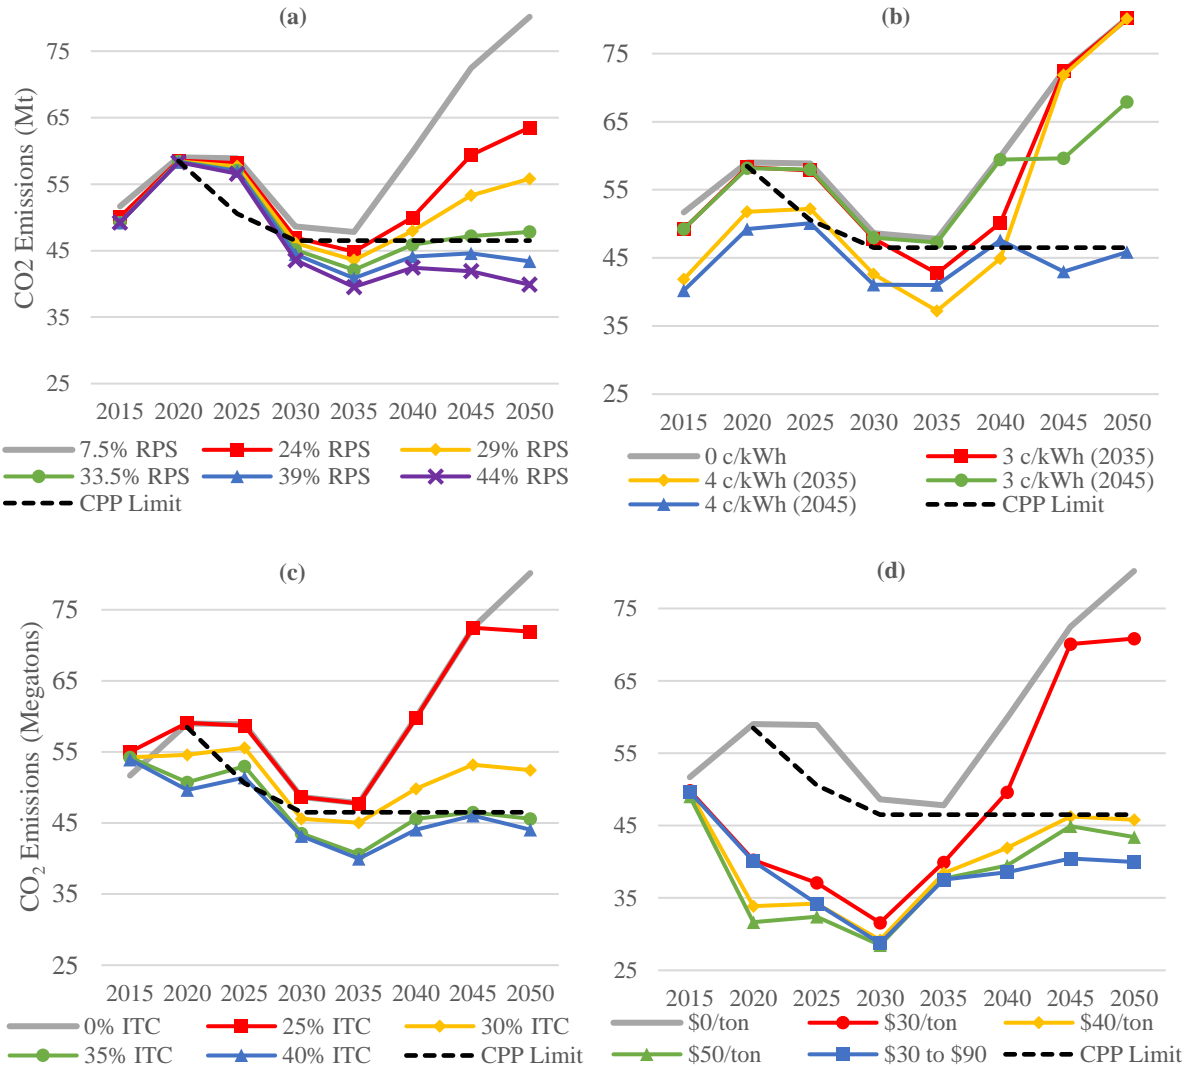 (a)
CO2 Emissions (Mt)
75
65
55
45
35
25
2015 2020 2025 2030 2035 2040 2045 2050
7.5% RPS 24% RPS 29% RPS
33.5% RPS 39% RPS 44% RPS
CPP Limit
(b)
75
65
55
45
35
25
2015 2020 2025 2030 2035 2040 2045 2050
0 c/kWh 3 c/kWh (2035)
4 c/kWh (2035) 3 c/kWh (2045)
4 c/kWh (2045) CPP Limit
(c)
CO2 Emissions (Megatons)
75
65
55
45
35
25
2015 2020 2025 2030 2035 2040 2045 2050
0% ITC 25% ITC 30% ITC
35% ITC 40% ITC CPP Limit
(d)
75
65
55
45
35
25
2015 2020 2025 2030 2035 2040 2045 2050
$0/ton $30/ton $40/ton
$50/ton $30 to $90 CPP Limit